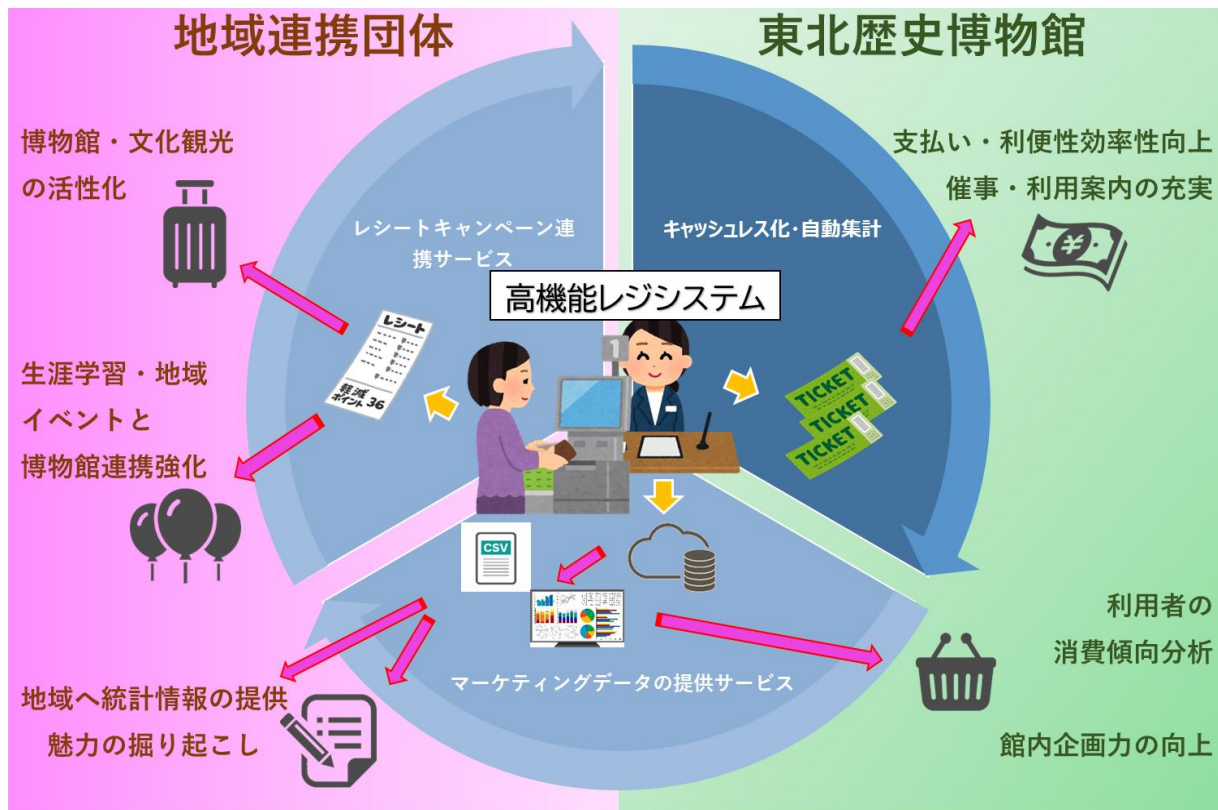 地域連携団体
東北歴史博物館
博物館・文化観光
の活性化
支払い・利便性効率性向上
催事・利用案内の充実
レシートキャンペーン連
携サービス
キャッシュレス化・自動集計
高機能レジシステム
レシート
軽減
ポイント 36
1
TICKET
TICKET
TICKET
生涯学習・地域
イベントと
博物館連携強化
CSV
利用者の
消費傾向分析
マーケティングデータの提供サービス
地域へ統計情報の提供
魅力の掘り起こし
館内企画力の向上